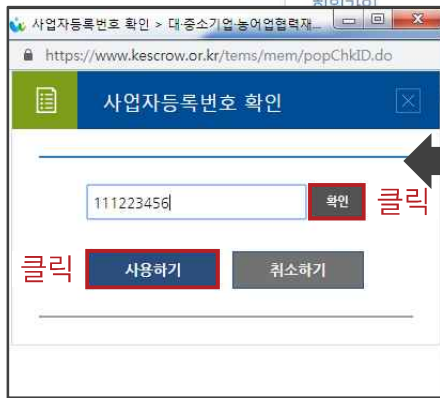 사업자등록번호 확인 > 대·중소기업·농어업협력재...
https://www.kescrow.or.kr/tems/mem/popChkID.do
사업자등록번호 확인
111223456
확인
클릭
클릭
사용하기
취소하기